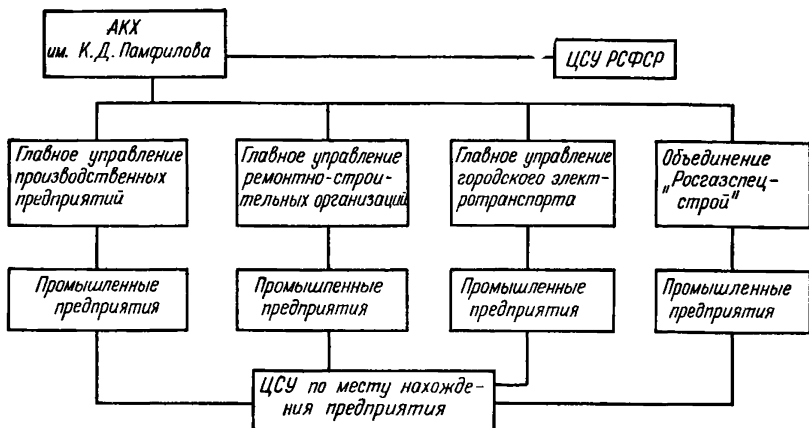 АКХ
им. К.Д. Памфилова
ЦСУ РСФСР
Главное управление
производственных
предприятий
Главное управление
ремонтно-строи-
тельных организаций
Главное управление
городского элект-
ротранспорта
Объединение
„Росгазспец-
строй"
Промышленные
предприятия
Промышленные
предприятия
Промышленные
предприятия
Промышленные
предприятия
ЦСУ по месту нахожде-
ния предприятия